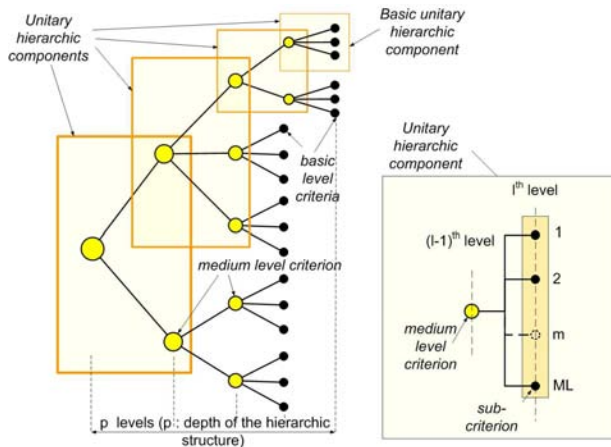 Unitary
hierarchic
components
Basic unitary
hierarchic
component
basic
level
criteria
medium level criterion
p levels (p : depth of the hierarchic
structure)
Unitary
hierarchic
component
lth level
(l-1)th level
1
2
m
ML
medium
level
criterion
sub-
criterion